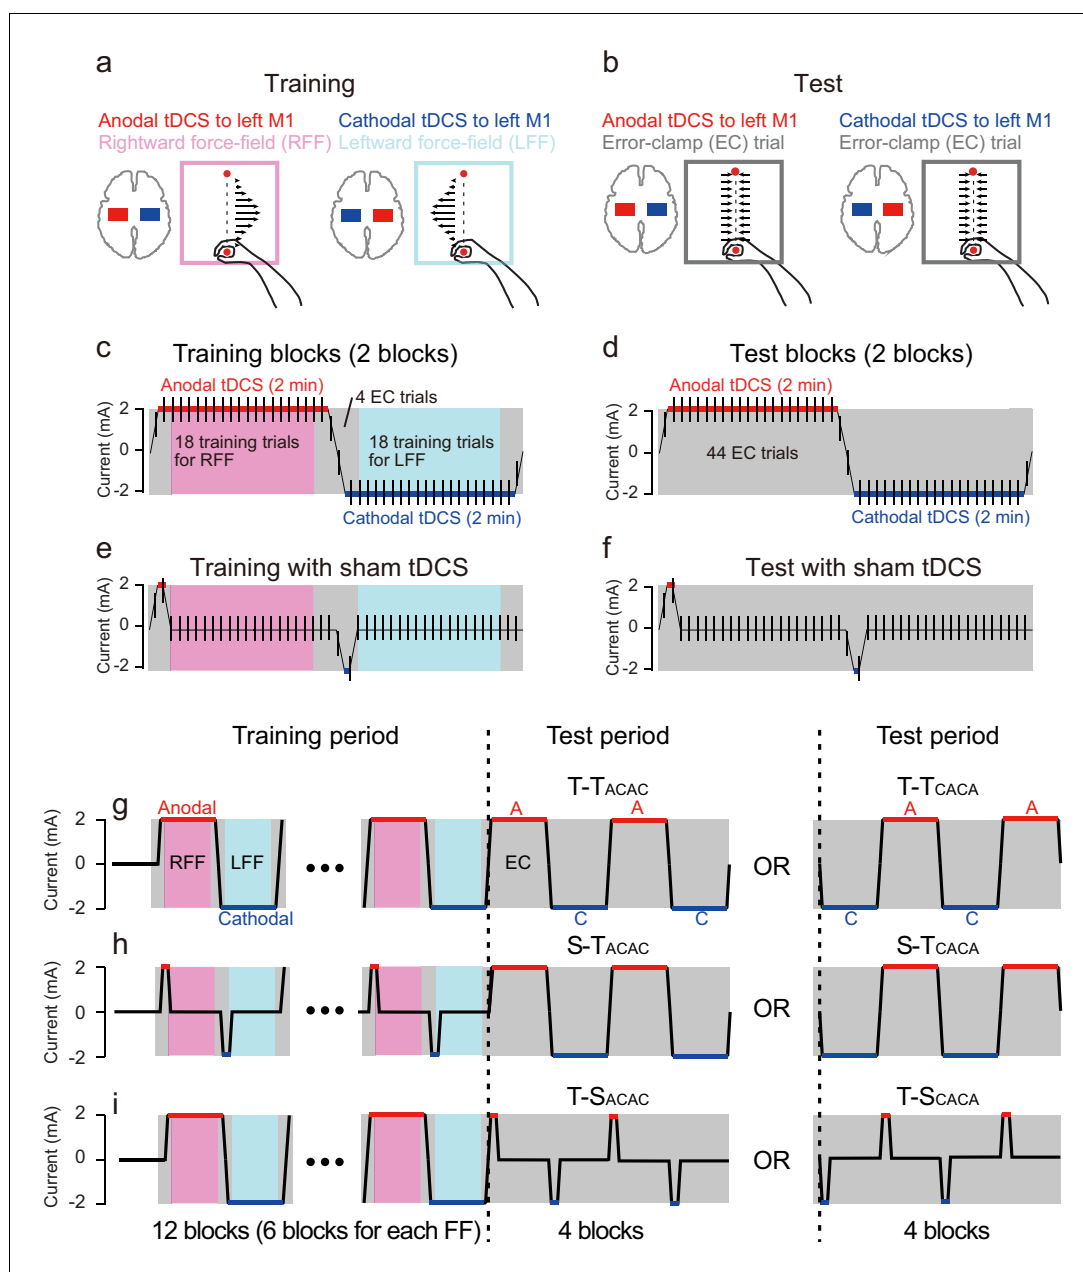 a
Training
Anodal tDCS to left M1
Rightward force-field (RFF)
Cathodal tDCS to left M1
Leftward force-field (LFF)
b
Test
Anodal tDCS to left M1
Error-clamp (EC) trial
Cathodal tDCS to left M1
Error-clamp (EC) trial
c
Training blocks (2 blocks)
Anodal tDCS (2 min)
4 EC trials
18 training trials
for RFF
18 training trials
for LFF
Cathodal tDCS (2 min)
Current (mA)
2
0
-2
d
Test blocks (2 blocks)
Anodal tDCS (2 min)
44 EC trials
Cathodal tDCS (2 min)
Current (mA)
2
0
-2
e
Training with sham tDCS
Current (mA)
2
0
-2
f
Test with sham tDCS
Current (mA)
2
0
-2
Training period
Test period
Test period
g
Anodal
T-TACAC
T-TCACA
Current (mA)
2
0
-2
RFF
LFF
Cathodal
A
A
EC
C
C
OR
A
A
C
C
h
S-TACAC
S-TCACA
Current (mA)
2
0
-2
OR
i
T-SACAC
T-SCACA
Current (mA)
2
0
-2
OR
12 blocks (6 blocks for each FF)
4 blocks
4 blocks